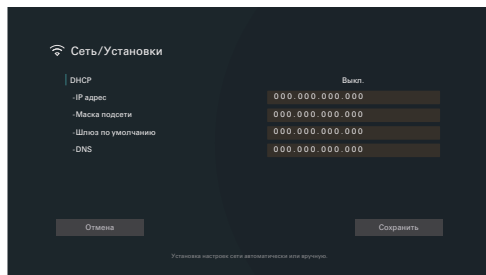 Сеть/Установки
DHCP Выкл.
-IP адрес 000.000.000.000
-Маска подсети 000.000.000.000
-Шлюз по умолчанию 000.000.000.000
-DNS 000.000.000.000
Отмена Сохранить
Установка настроек сети автоматически или вручную.